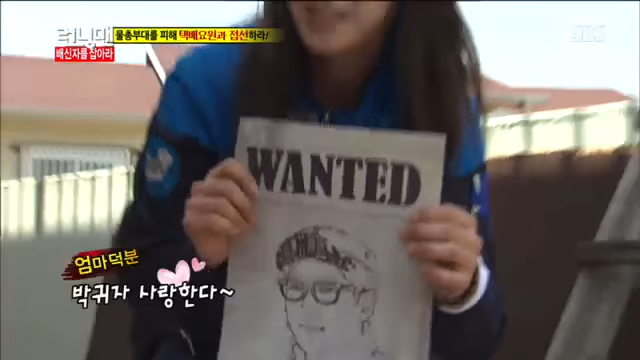 런닝맨
배신자를 잡아라
물총부대를 피해 택배요원과 접선하라!
SBS
WANTED
엄마덕분
박귀자 사랑한다~